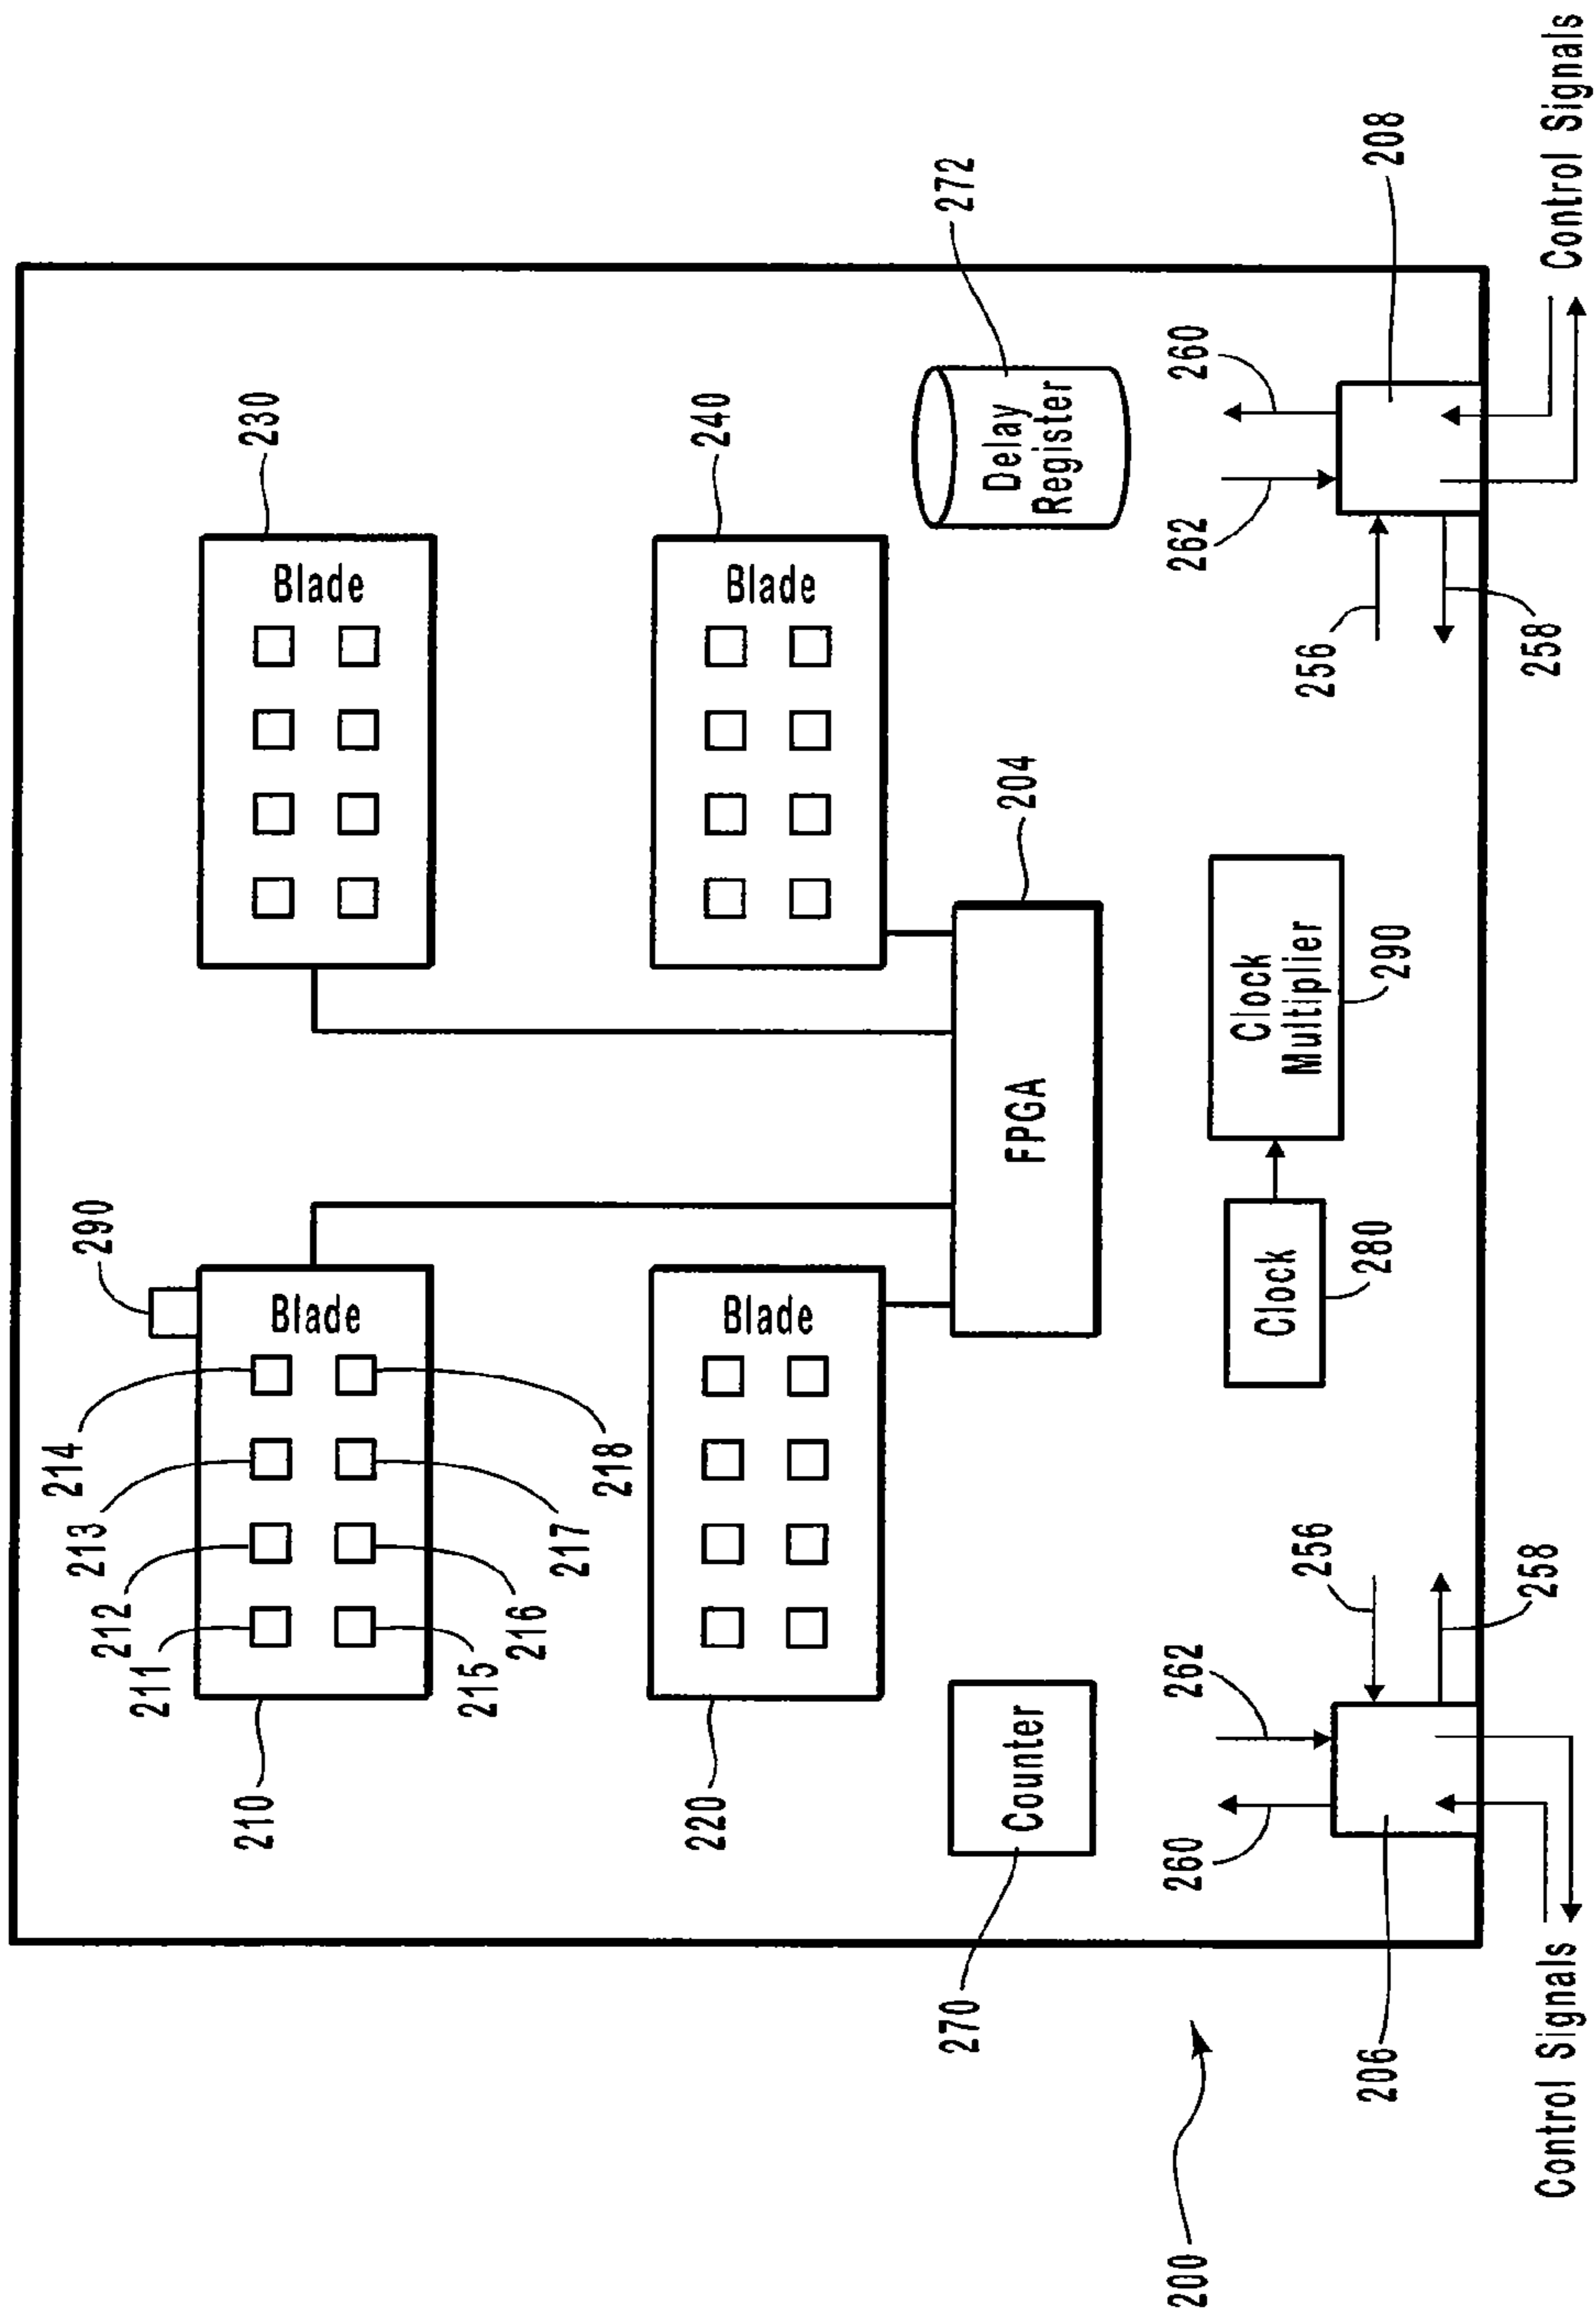 290
214
213
212
211
215
216
217
218
Blade
210
Blade
230
Blade
220
Blade
240
FPGA
204
Counter
270
Delay
Register
272
Clock
280
Clock
Multiplier
290
260
262
256
258
206
Control Signals
262
260
256
258
208
Control Signals
200